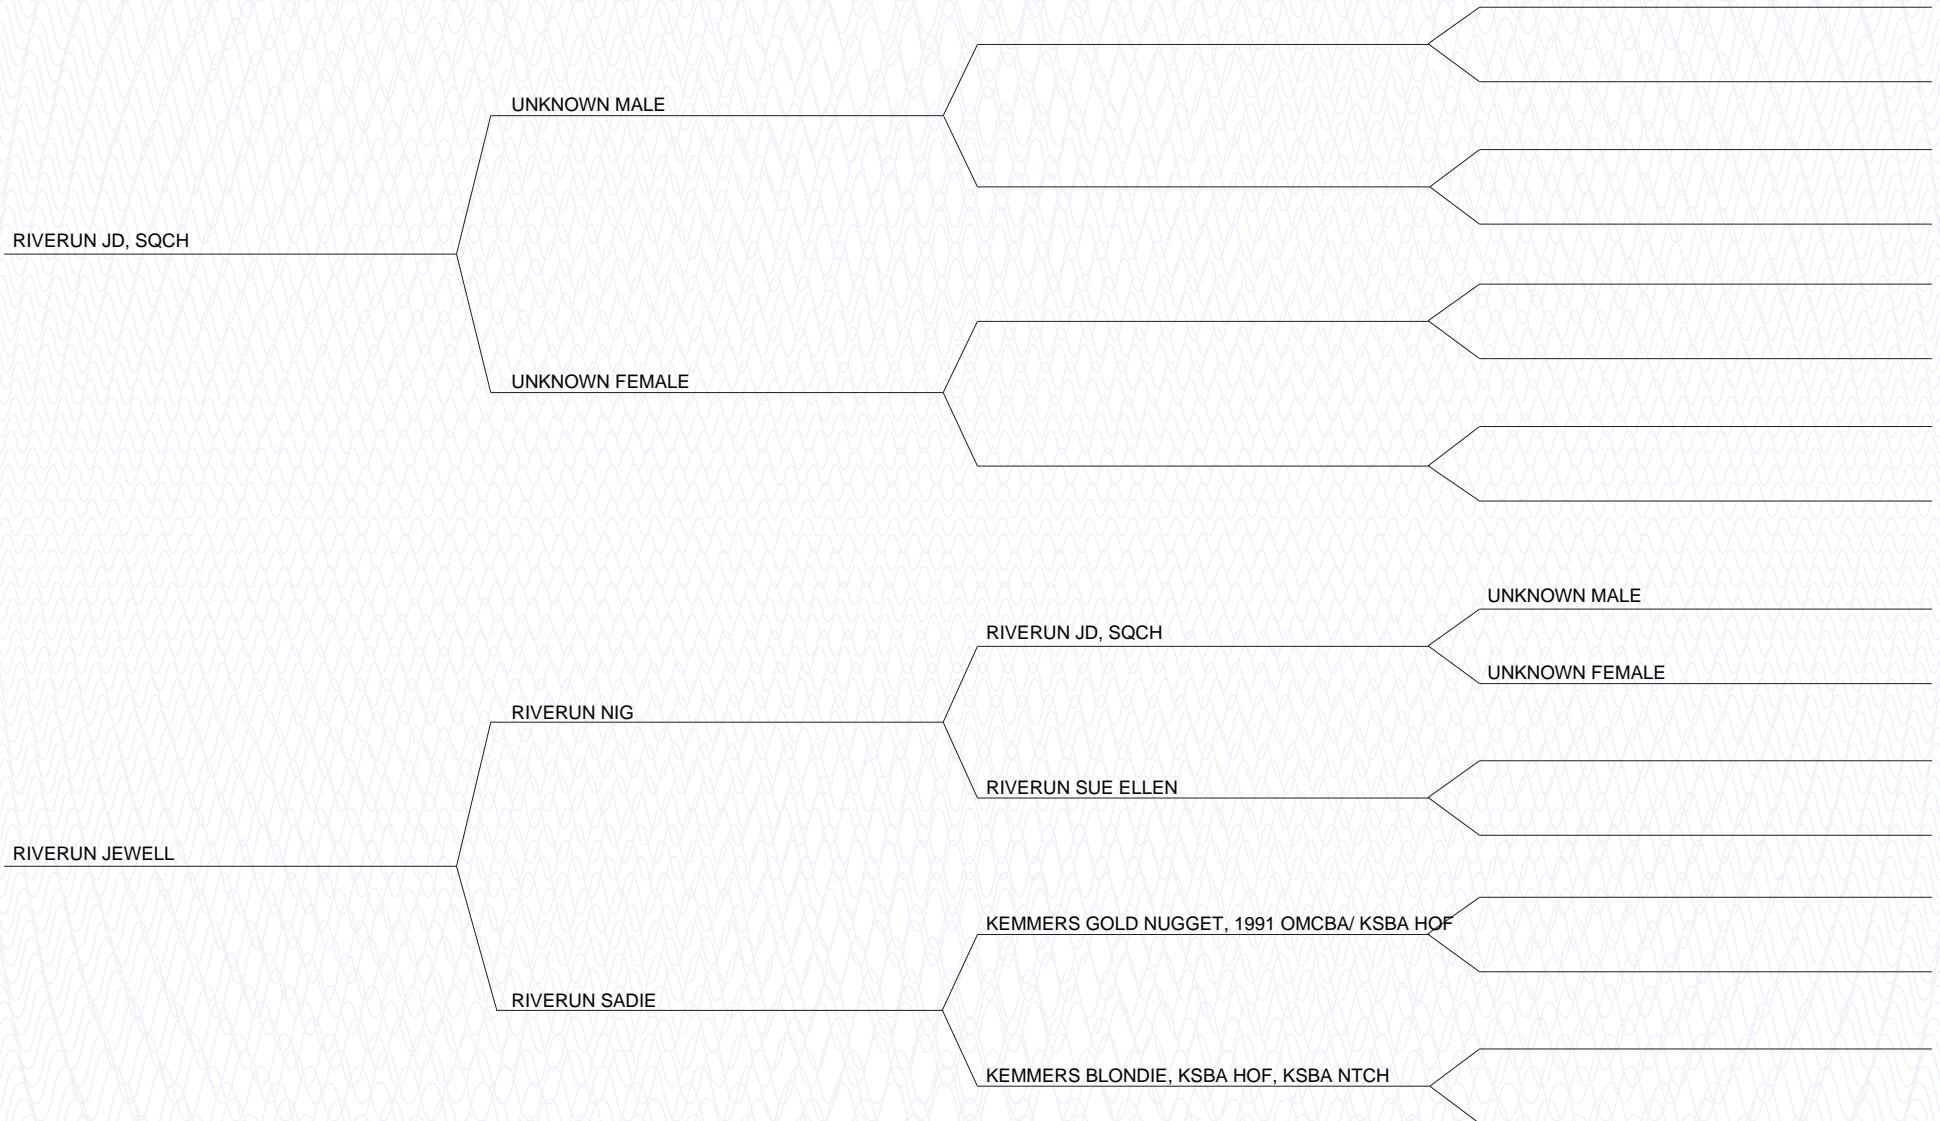 UNKNOWN MALE
RIVERUN JD, SQCH
UNKNOWN FEMALE
UNKNOWN MALE
RIVERUN JD, SQCH
UNKNOWN FEMALE
RIVERUN NIG
RIVERUN SUE ELLEN
RIVERUN JEWELL
KEMMERS GOLD NUGGET, 1991 OMCBA/ KSBA HOF
RIVERUN SADIE
KEMMERS BLONDIE, KSBA HOF, KSBA NTCH